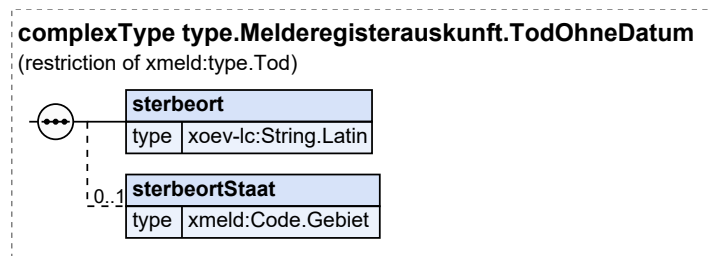 complexType type.Melderegisterauskunft.TodOhneDatum
(restriction of xmeld:type.Tod)
sterbeort
type xoev-lc:String.Latin
0..1 sterbeortStaat
type xmeld:Code.Gebiet